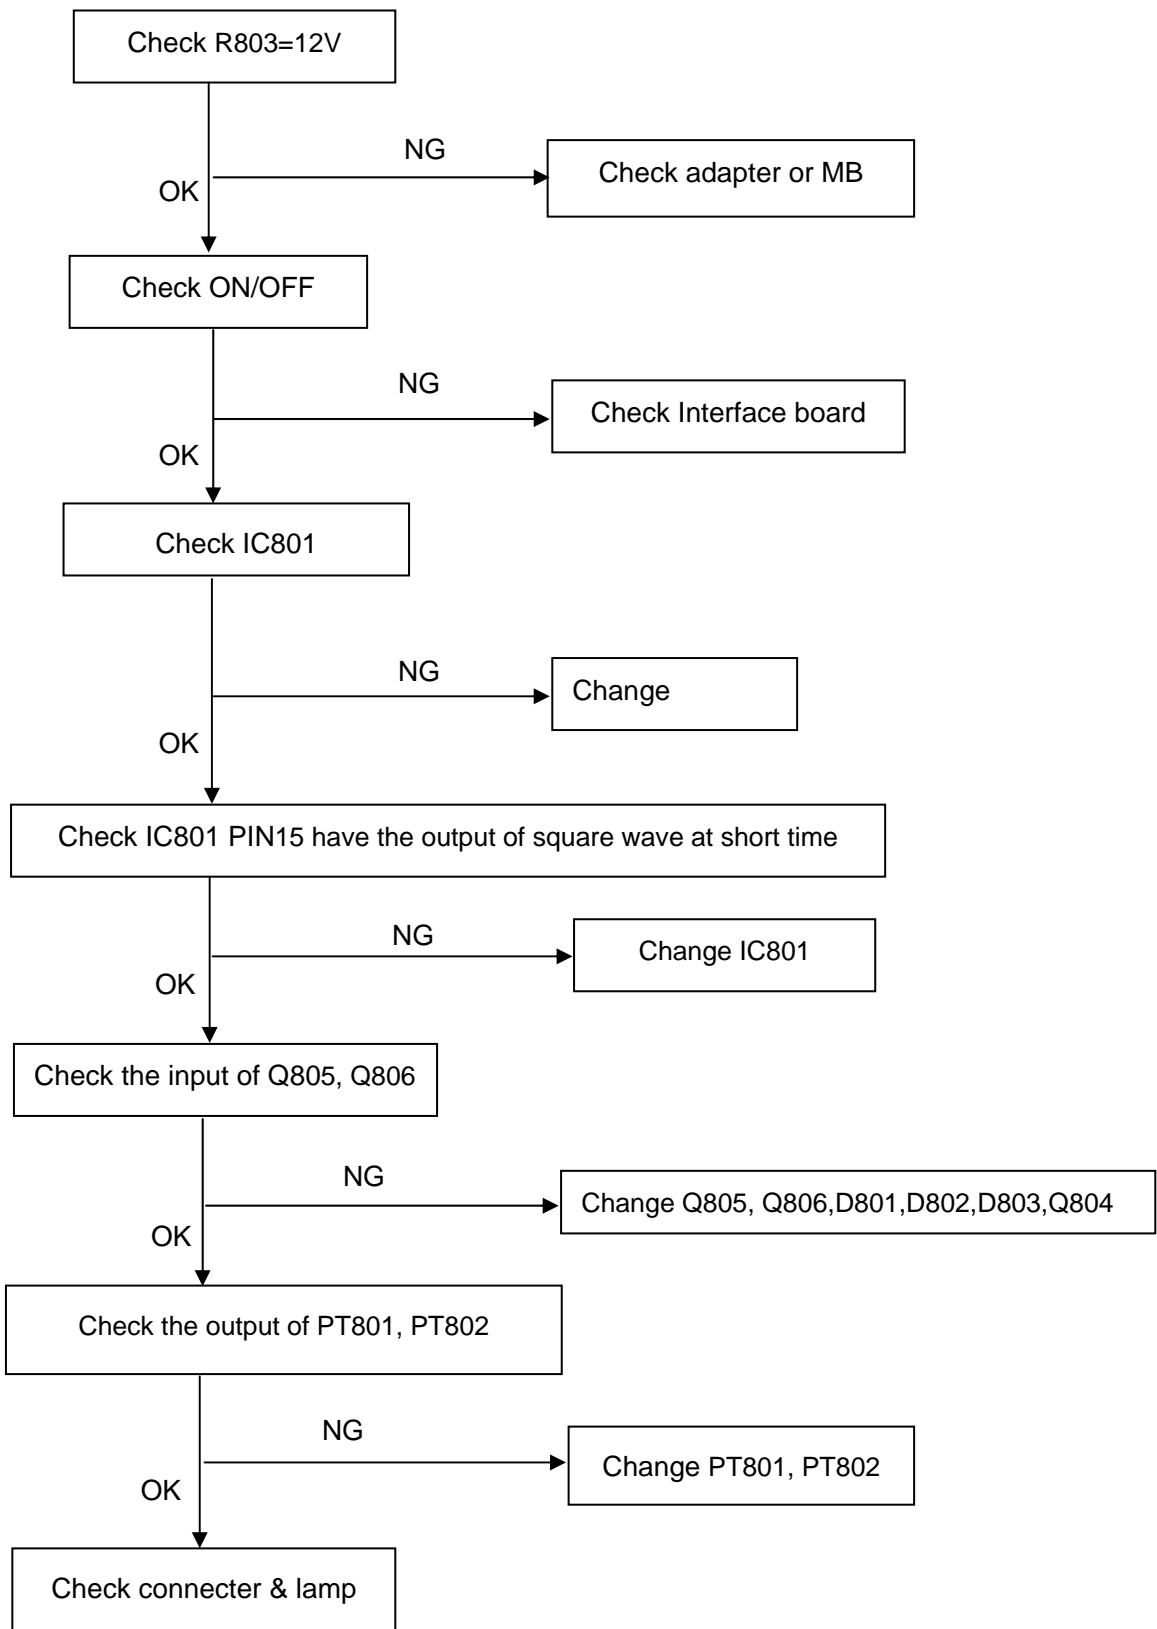 Check R803=12V
NG
Check adapter or MB
OK
Check ON/OFF
NG
Check Interface board
OK
Check IC801
NG
Change
OK
Check IC801 PIN15 have the output of square wave at short time
NG
Change IC801
OK
Check the input of Q805, Q806
NG
Change Q805, Q806,D801,D802,D803,Q804
OK
Check the output of PT801, PT802
NG
Change PT801, PT802
OK
Check connecter & lamp